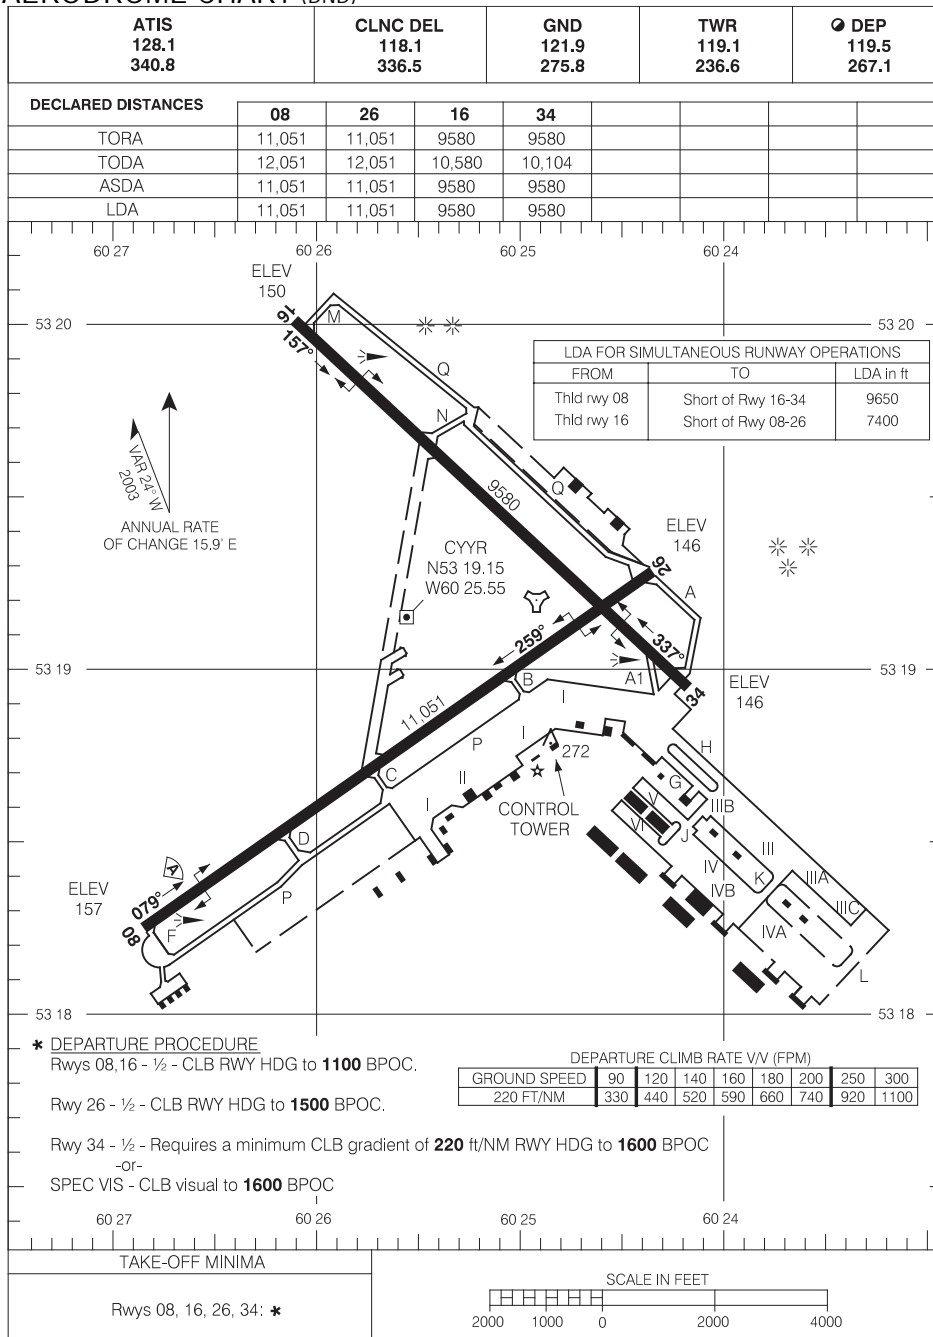 AERODROME CHART (DND)
ATIS CLNC DEL GND TWR DEP
128.1 118.1 121.9 119.1 119.5
340.8 336.5 275.8 236.6 267.1
DECLARED DISTANCES 08 26 16 34
TORA 11,051 11,051 9580 9580
TODA 12,051 12,051 10,580 10,104
ASDA 11,051 11,051 9580 9580
LDA 11,051 11,051 9580 9580
60 27 60 26 60 25 60 24
ELEV
150
16
157°
M
53 20 53 20
LDA FOR SIMULTANEOUS RUNWAY OPERATIONS
FROM TO LDA in ft
Thld rwy 08 Short of Rwy 16-34 9650
Thld rwy 16 Short of Rwy 08-26 7400
Q
N
VAR 24° W
2003
ANNUAL RATE
OF CHANGE 15.9' E
9580
Q
CYYR
N53 19.15
W60 25.55
ELEV
146
26
A
259°
337°
53 19 53 19
B
A1
34
ELEV
146
11,051
I
P
I
272
H
C
II
G
I
CONTROL
TOWER
V
IIIB
VI
J
III
D
IV
K
IIIA
IVB
IIIC
A
ELEV
157
079°
08
P
F
IVA
L
53 18 53 18
* DEPARTURE PROCEDURE
Rwys 08,16 - ½ - CLB RWY HDG to 1100 BPOC.
Rwy 26 - ½ - CLB RWY HDG to 1500 BPOC.
Rwy 34 - ½ - Requires a minimum CLB gradient of 220 ft/NM RWY HDG to 1600 BPOC
-or-
SPEC VIS - CLB visual to 1600 BPOC
DEPARTURE CLIMB RATE V/V (FPM)
GROUND SPEED 90 120 140 160 180 200 250 300
220 FT/NM 330 440 520 590 660 740 920 1100
60 27 60 26 60 25 60 24
TAKE-OFF MINIMA
Rwys 08, 16, 26, 34: *
SCALE IN FEET
2000 1000 0 2000 4000